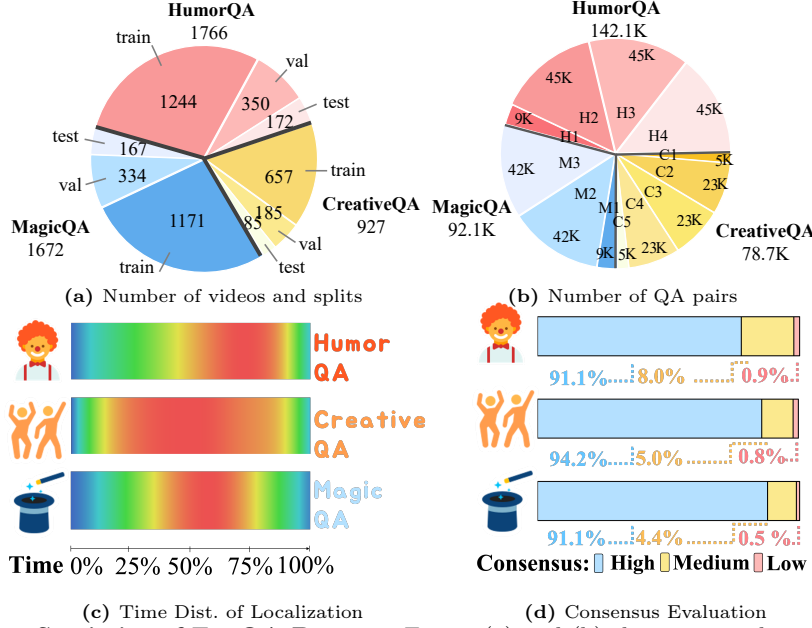 HumorQA
1766
train
val
1244
350
test
172
test
167
334
val
657
train
185
85
CreativeQA
927
val
test
1171
MagicQA
1672
train
(a) Number of videos and splits
HumorQA
142.1K
45K
45K
45K
9K
H1
H2
H3
H4
C1
5K
C2
23K
C3
23K
C4
23K
C5
5K
M1
9K
M2
42K
M3
42K
MagicQA
92.1K
CreativeQA
78.7K
(b) Number of QA pairs
Humor
QA
Creative
QA
Magic
QA
Time 0% 25% 50% 75% 100%
(c) Time Dist. of Localization
91.1% 8.0% 0.9%
94.2% 5.0% 0.8%
91.1% 4.4% 0.5 %
Consensus: High Medium Low
(d) Consensus Evaluation